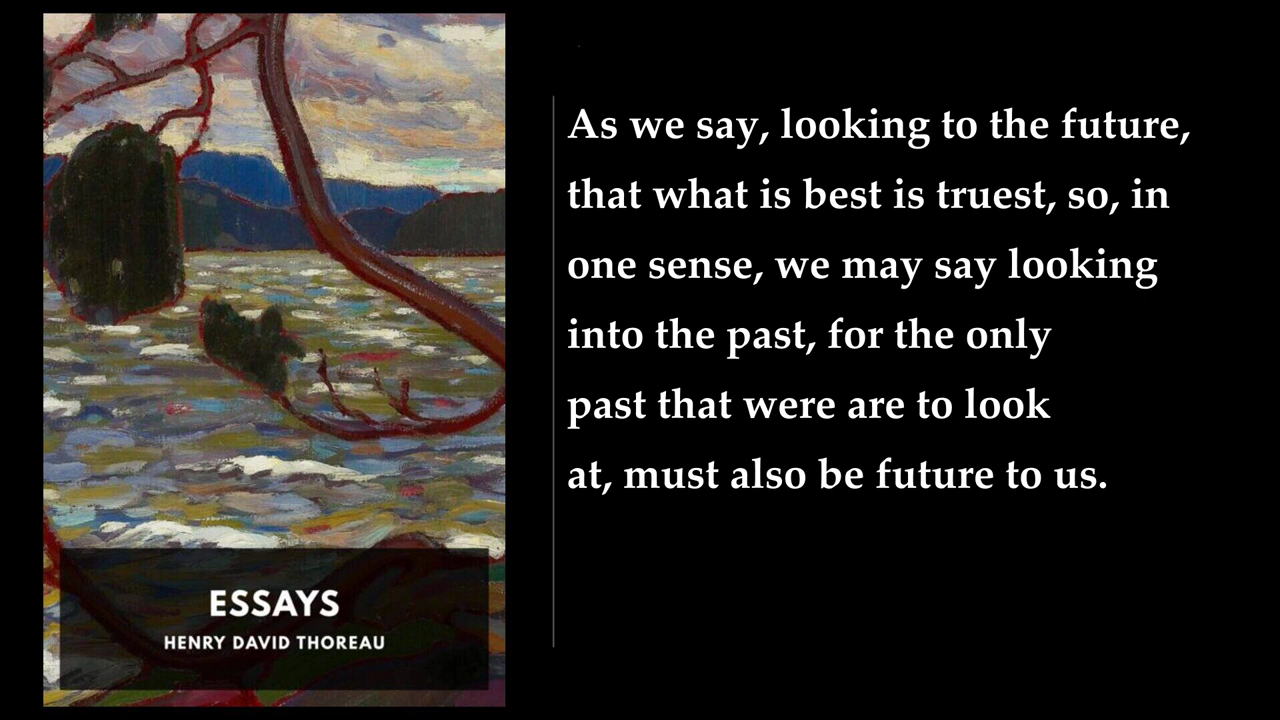 ESSAYS
HENRY DAVID THOREAU
As we say, looking to the future,
that what is best is truest, so, in
one sense, we may say looking
into the past, for the only
past that were are to look
at, must also be future to us.